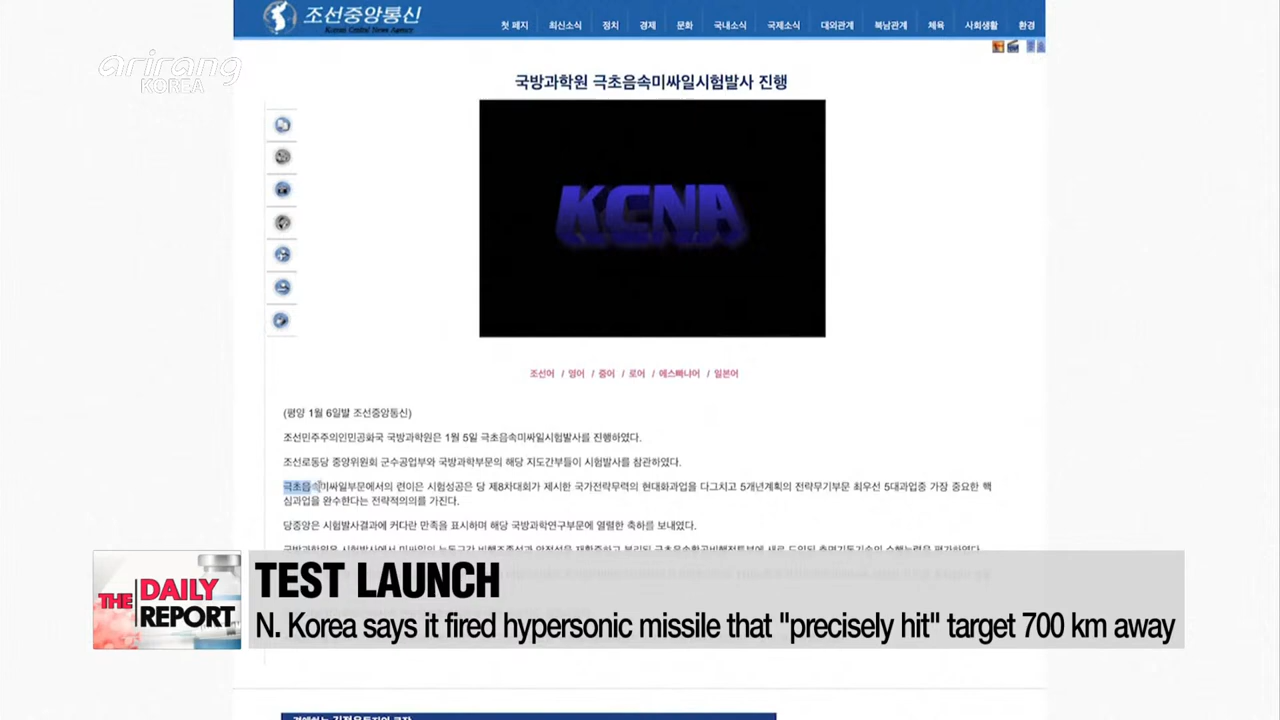 조선중앙통신
Korean Central News Agency
첫 페지 최신소식 정치 경제 문화 국내소식 국제소식 대외관계 북남관계 체육 사회생활 환경
arirang
KOREA
국방과학원 극초음속미싸일시험발사 진행
KCNA
조선어 / 영어 / 중어 / 로어 / 에스빠냐어 / 일본어
(평양 1월 6일발 조선중앙통신)
조선민주주의인민공화국 국방과학원은 1월 5일 극초음속미싸일시험발사를 진행하였다.
조선로동당 중앙위원회 군수공업부와 국방과학부문의 해당 지도간부들이 시험발사를 참관하였다.
극초음속미싸일부문에서의 련이은 시험성공은 당 제8차대회가 제시한 국가전략무력의 현대화과업을 다그치고 5개년계획의 전략무기부문 최우선 5대과업중 가장 중요한 핵
심과업을 완수한다는 전략적의의를 가진다.
당중앙은 시험발사결과에 커다란 만족을 표시하며 해당 국방과학연구부문에 열렬한 축하를 보내였다.
THE DAILY
REPORT
TEST LAUNCH
N. Korea says it fired hypersonic missile that "precisely hit" target 700 km away